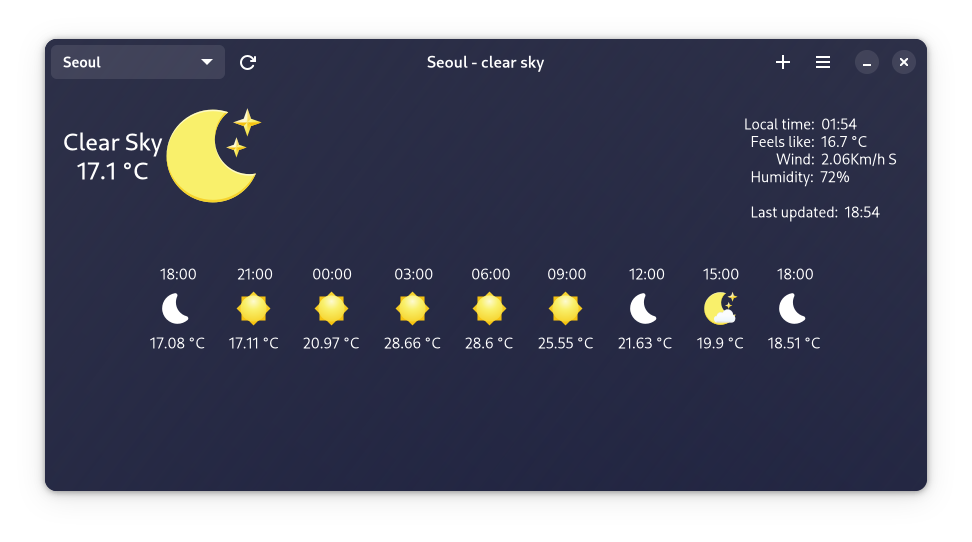 Seoul
Seoul - clear sky
Clear Sky
17.1 °C
Local time: 01:54
Feels like: 16.7 °C
Wind: 2.06Km/h S
Humidity: 72%
Last updated: 18:54
18:00 21:00 00:00 03:00 06:00 09:00 12:00 15:00 18:00
17.08 °C 17.11 °C 20.97 °C 28.66 °C 28.6 °C 25.55 °C 21.63 °C 19.9 °C 18.51 °C